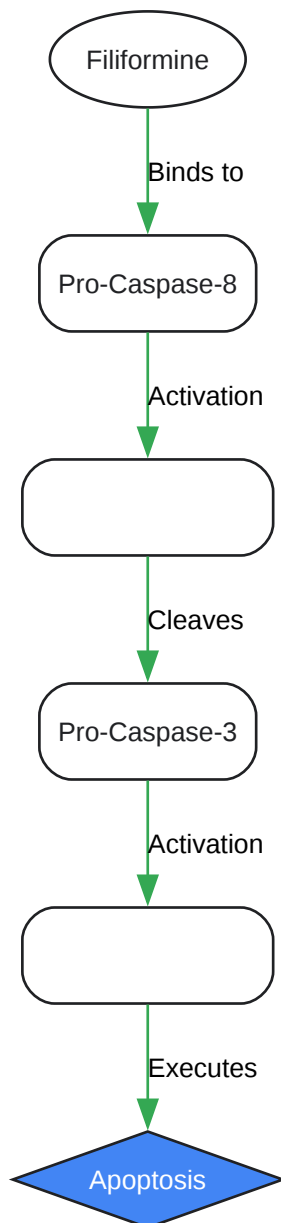 Filiformine
Binds to
Pro-Caspase-8
Activation
Cleaves
Pro-Caspase-3
Activation
Executes
Apoptosis